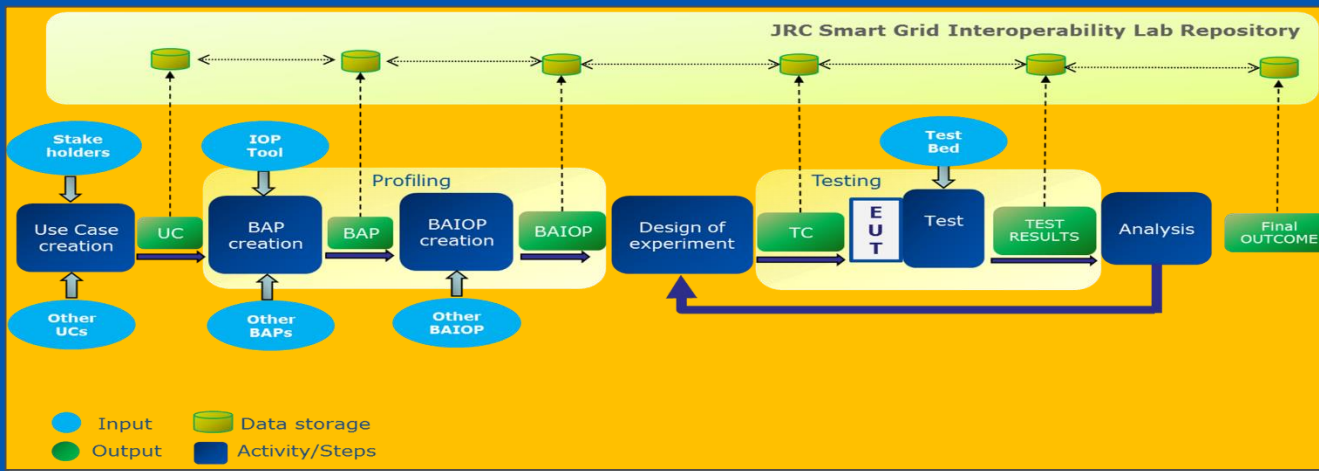 JRC Smart Grid Interoperability Lab Repository
Stake
holders
IOP
Tool
Test
Bed
Profiling
Testing
Use Case
creation
UC
BAP
creation
BAP
BAIOP
creation
BAIOP
Design of
experiment
TC
E
U
T
Test
TEST
RESULTS
Analysis
Final
OUTCOME
Other
UCs
Other
BAPs
Other
BAIOP
Input
Data storage
Output
Activity/Steps